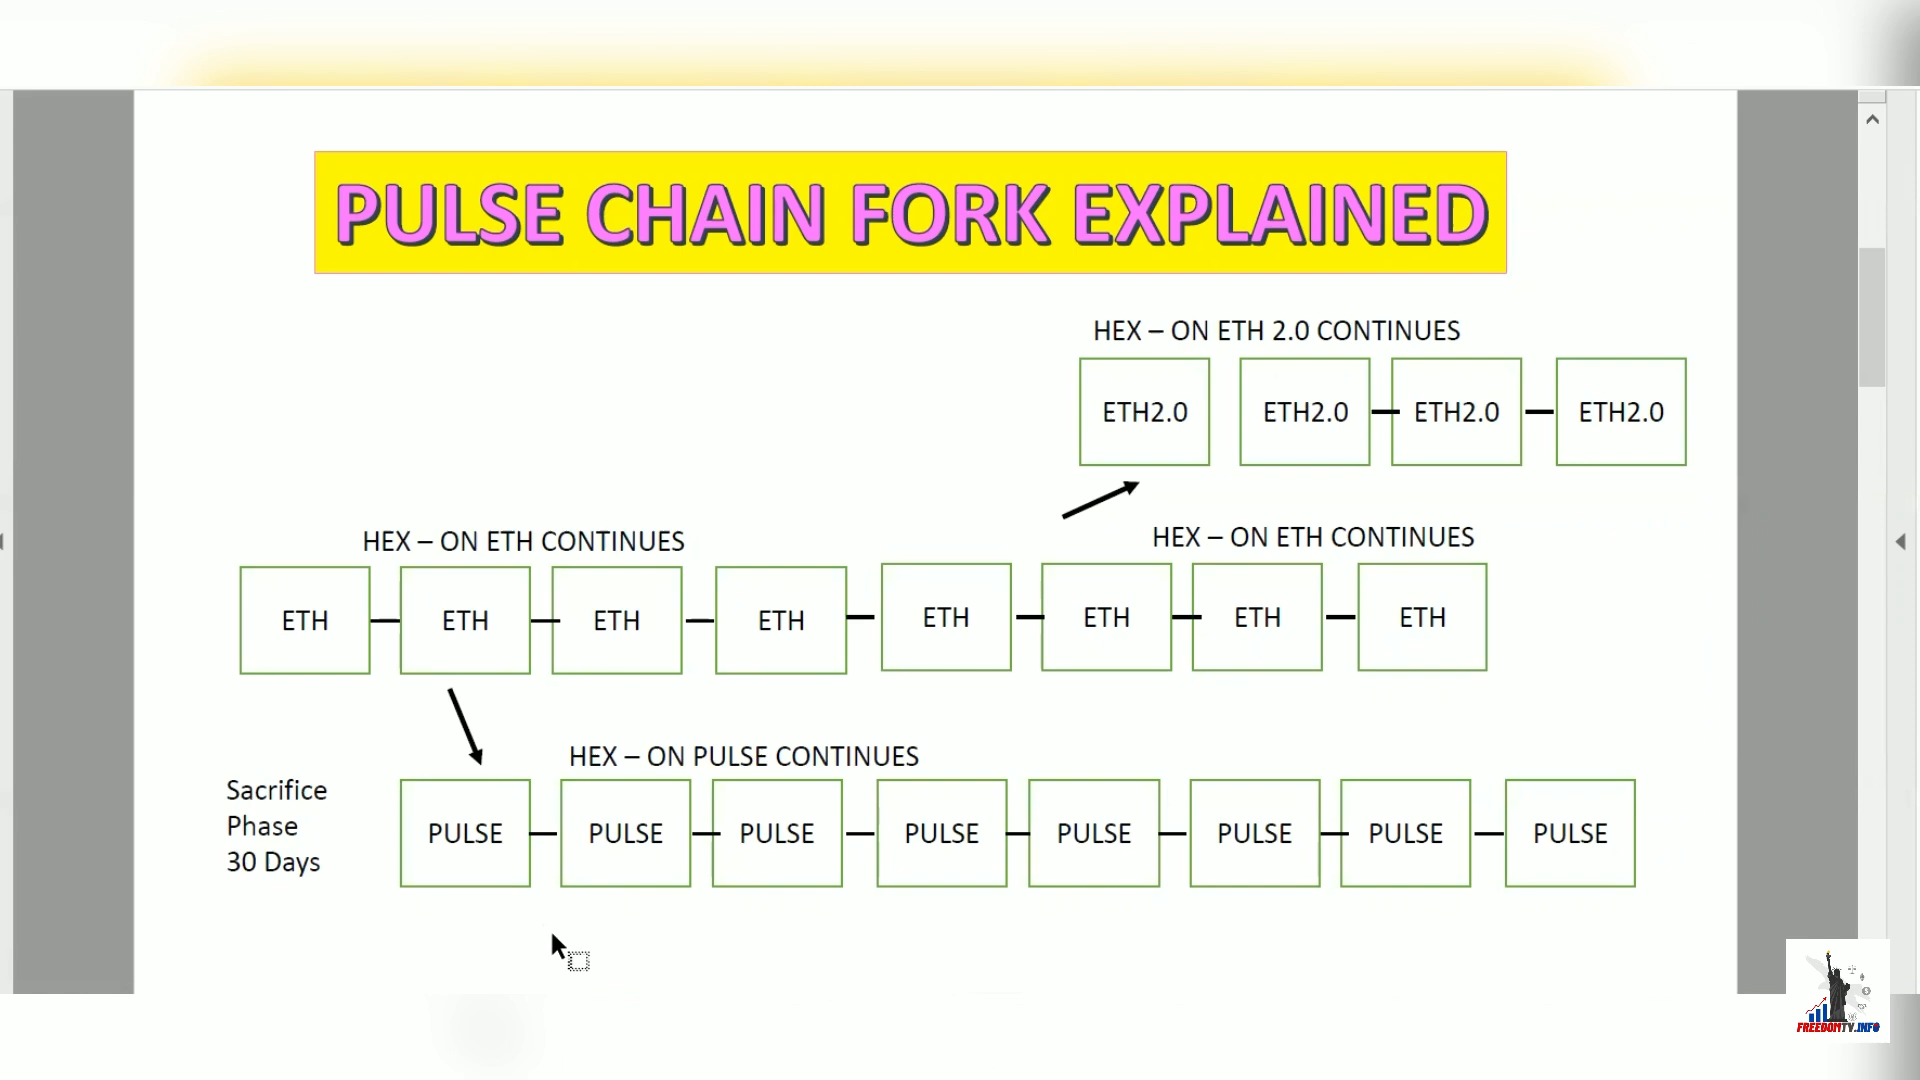 PULSE CHAIN FORK EXPLAINED
HEX – ON ETH 2.0 CONTINUES
ETH2.0 ETH2.0 ETH2.0 ETH2.0
HEX – ON ETH CONTINUES
HEX – ON ETH CONTINUES
ETH ETH ETH ETH ETH ETH ETH ETH
HEX – ON PULSE CONTINUES
Sacrifice
Phase
30 Days
PULSE PULSE PULSE PULSE PULSE PULSE PULSE PULSE
FREEDOMTV.INFO